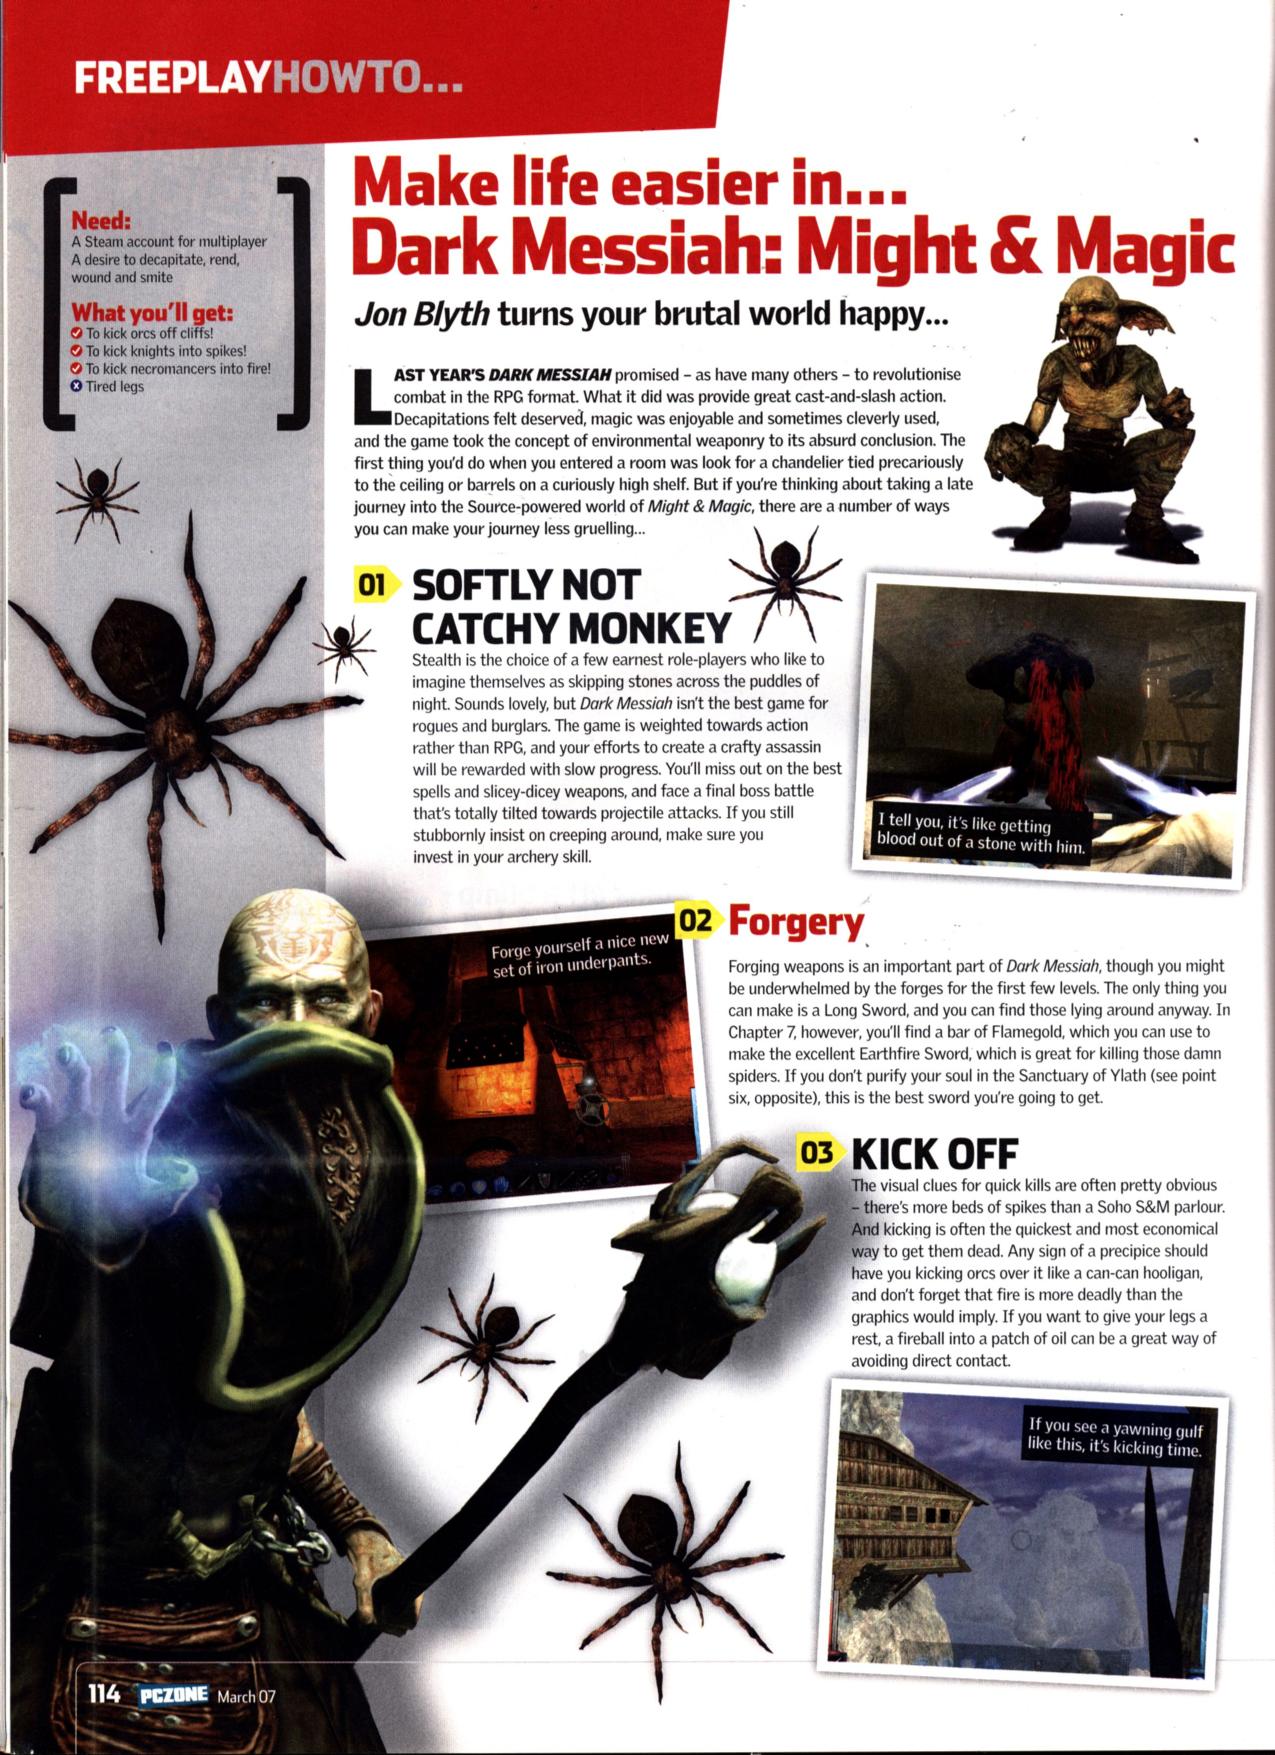 FREEPLAYHOWTO...
Need:
A Steam account for multiplayer
A desire to decapitate, rend,
wound and smite
What you'll get:
To kick orcs off cliffs!
To kick knights into spikes!
To kick necromancers into fire!
Tired legs
Make life easier in...
Dark Messiah: Might & Magic
Jon Blyth turns your brutal world happy...
LAST YEAR'S DARK MESSIAH promised – as have many others – to revolutionise
combat in the RPG format. What it did was provide great cast-and-slash action.
Decapitations felt deserved, magic was enjoyable and sometimes cleverly used,
and the game took the concept of environmental weaponry to its absurd conclusion. The
first thing you'd do when you entered a room was look for a chandelier tied precariously
to the ceiling or barrels on a curiously high shelf. But if you're thinking about taking a late
journey into the Source-powered world of Might & Magic, there are a number of ways
you can make your journey less gruelling...
01 SOFTLY NOT
CATCHY MONKEY
Stealth is the choice of a few earnest role-players who like to
imagine themselves as skipping stones across the puddles of
night. Sounds lovely, but Dark Messiah isn't the best game for
rogues and burglars. The game is weighted towards action
rather than RPG, and your efforts to create a crafty assassin
will be rewarded with slow progress. You'll miss out on the best
spells and slicey-dicey weapons, and face a final boss battle
that's totally tilted towards projectile attacks. If you still
stubbornly insist on creeping around, make sure you
invest in your archery skill.
I tell you, it's like getting
blood out of a stone with him.
Forge yourself a nice new
set of iron underpants.
02 Forgery
Forging weapons is an important part of Dark Messiah, though you might
be underwhelmed by the forges for the first few levels. The only thing you
can make is a Long Sword, and you can find those lying around anyway. In
Chapter 7, however, you'll find a bar of Flamegold, which you can use to
make the excellent Earthfire Sword, which is great for killing those damn
spiders. If you don't purify your soul in the Sanctuary of Ylath (see point
six, opposite), this is the best sword you're going to get.
03 KICK OFF
The visual clues for quick kills are often pretty obvious
– there's more beds of spikes than a Soho S&M parlour.
And kicking is often the quickest and most economical
way to get them dead. Any sign of a precipice should
have you kicking orcs over it like a can-can hooligan,
and don't forget that fire is more deadly than the
graphics would imply. If you want to give your legs a
rest, a fireball into a patch of oil can be a great way of
avoiding direct contact.
If you see a yawning gulf
like this, it's kicking time.
114 PCZONE March 07